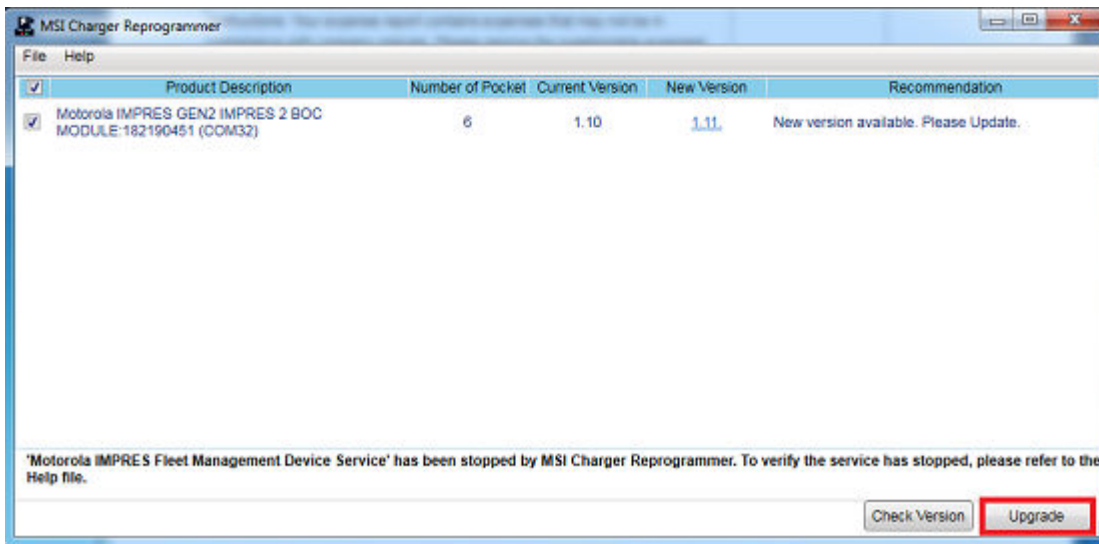 MSI Charger Reprogrammer
File Help
Product Description Number of Pocket Current Version New Version Recommendation
Motorola IMPRES GEN2 IMPRES 2 BOC
MODULE:182190451 (COM32) 6 1.10 1.11. New version available. Please Update.
'Motorola IMPRES Fleet Management Device Service' has been stopped by MSI Charger Reprogrammer. To verify the service has stopped, please refer to the
Help file.
Check Version Upgrade